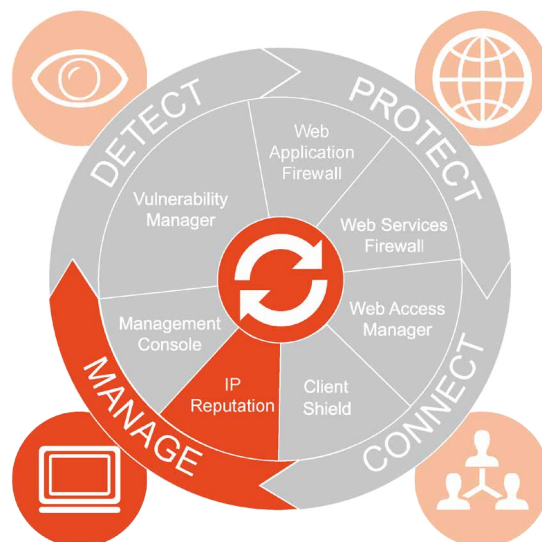 DETECT
PROTECT
CONNECT
MANAGE
Web
Application
Firewall
Web Services
Firewall
Web Access
Manager
Client
Shield
IP
Reputation
Management
Console
Vulnerability
Manager